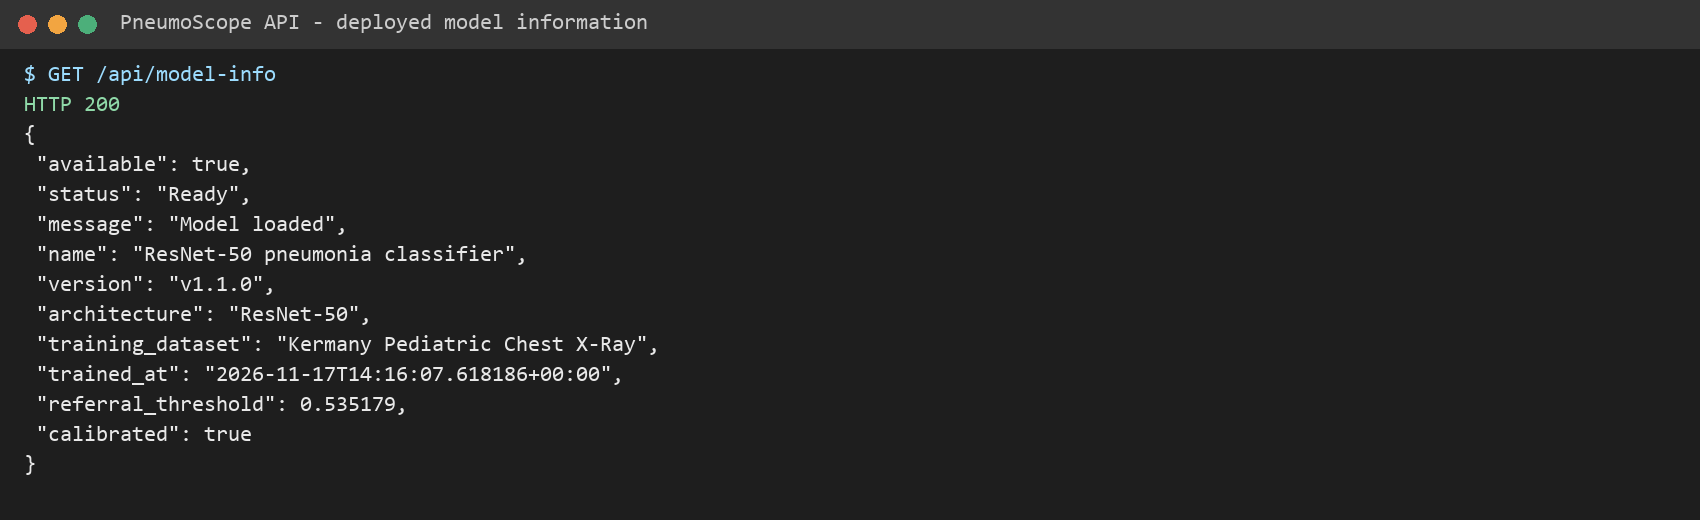 PneumoScope API - deployed model information
$ GET /api/model-info
HTTP 200
{
 "available": true,
 "status": "Ready",
 "message": "Model loaded",
 "name": "ResNet-50 pneumonia classifier",
 "version": "v1.1.0",
 "architecture": "ResNet-50",
 "training_dataset": "Kermany Pediatric Chest X-Ray",
 "trained_at": "2026-11-17T14:16:07.618186+00:00",
 "referral_threshold": 0.535179,
 "calibrated": true
}